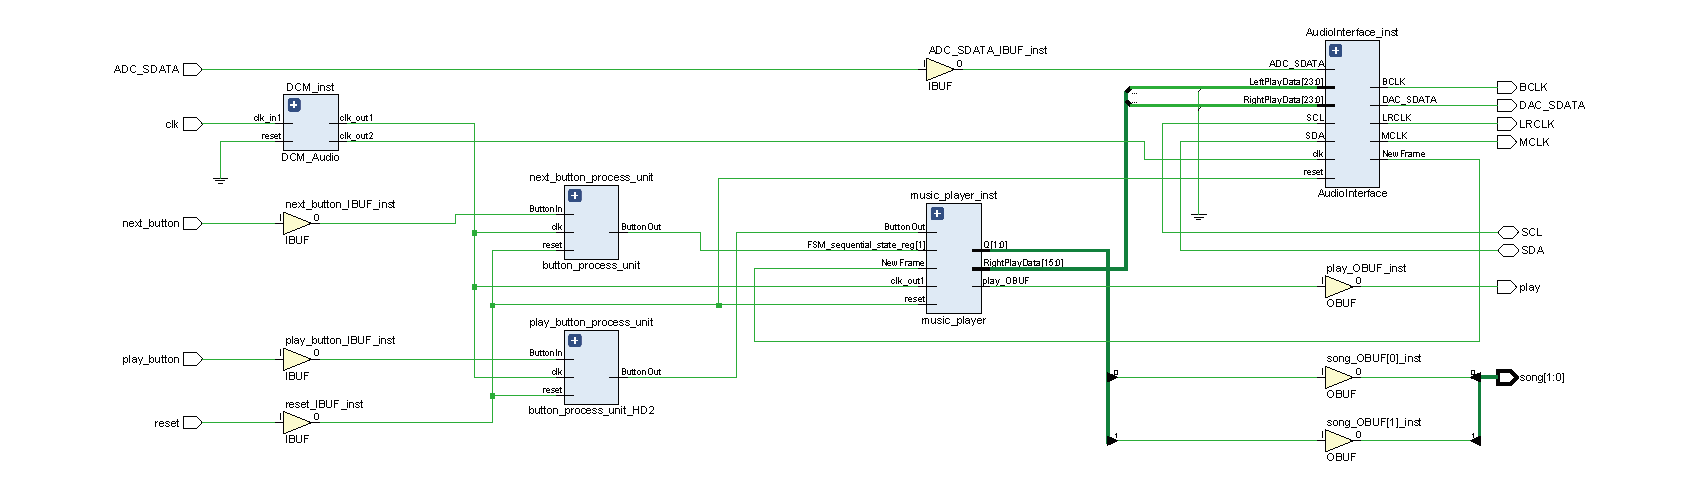 AudioInterface_inst
ADC_SDATA_IBUF_inst
ADC_SDATA
I
O
IBUF
ADC_SDATA
LeftPlayData[23:0]
RightPlayData[23:0]
SCL
SDA
clk
reset
BCLK
DAC_SDATA
LRCLK
MCLK
New Frame
AudioInterface
BCLK
DAC_SDATA
LRCLK
MCLK
DCM_inst
clk
clk_in1
reset
clk_out1
clk_out2
DCM_Audio
next_button_process_unit
Button In
clk
reset
Button Out
button_process_unit
next_button_IBUF_inst
next_button
I
O
IBUF
music_player_inst
Button Out
FSM_sequential_state_reg[1]
New Frame
clk_out1
reset
Q[1:0]
RightPlayData[15:0]
play_OBUF
music_player
SCL
SDA
play_OBUF_inst
I
O
OBUF
play
play_button_process_unit
Button In
clk
reset
Button Out
button_process_unit_HD2
play_button_IBUF_inst
play_button
I
O
IBUF
reset_IBUF_inst
reset
I
O
IBUF
song_OBUF[0]_inst
0
I
O
OBUF
0
song[1:0]
song_OBUF[1]_inst
1
I
O
OBUF
1